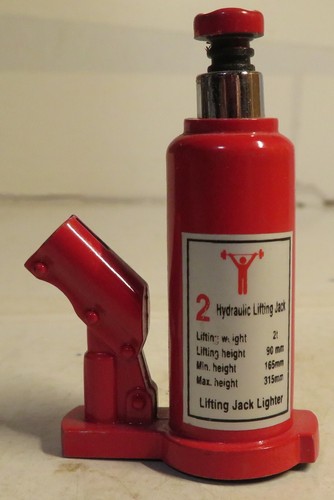 2 Hydraulic Lifting Jack
Lifting weight 2t
Lifting height 90 mm
Min. height 165mm
Max. height 315mm
Lifting Jack Lighter